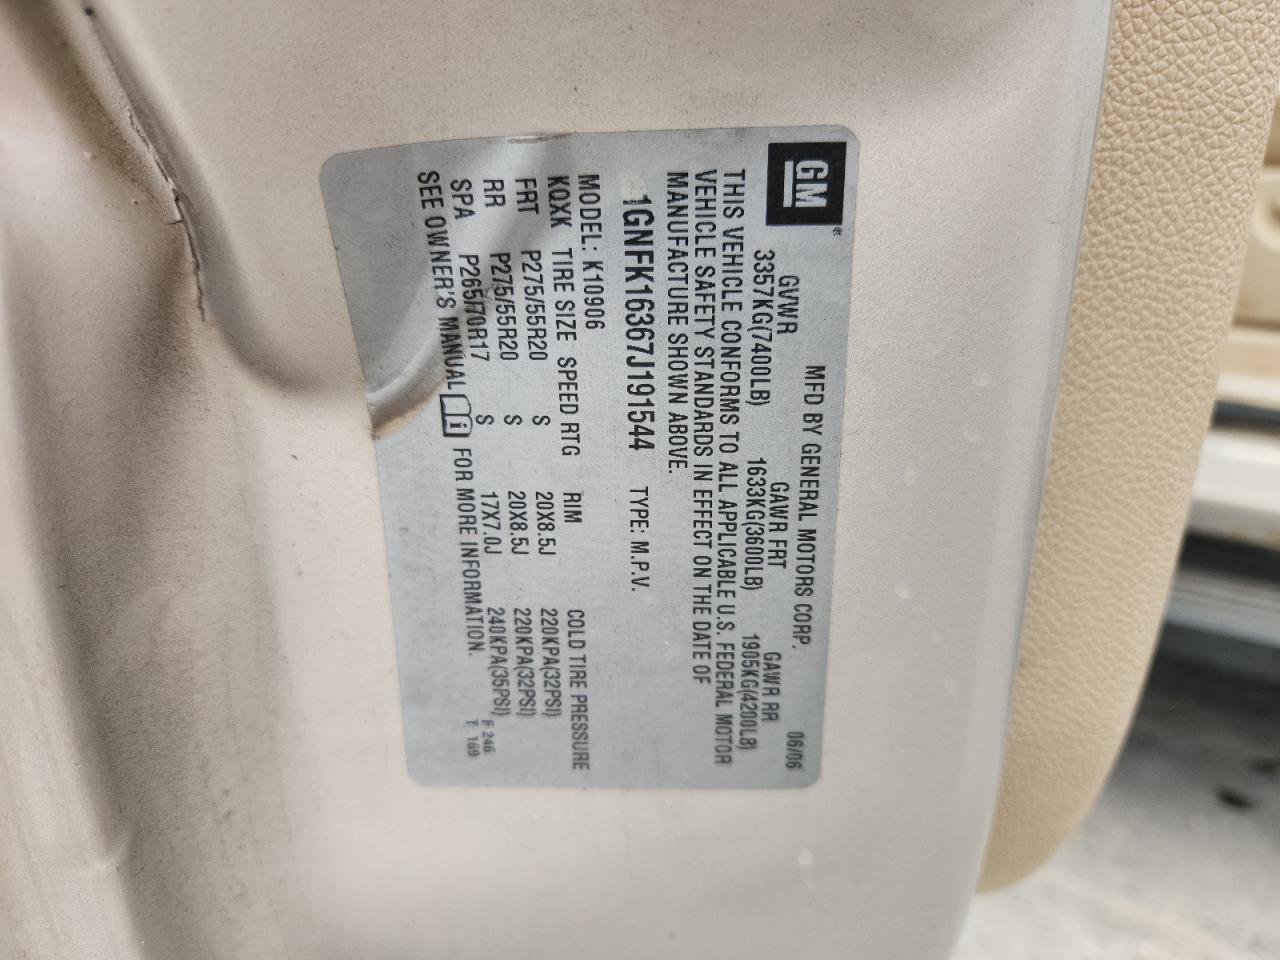 GM®
MFD BY GENERAL MOTORS CORP. 06/06
GVWR GAWR FRT GAWR RR
3357KG(7400LB) 1633KG(3600LB) 1905KG(4200LB)
THIS VEHICLE CONFORMS TO ALL APPLICABLE U.S. FEDERAL MOTOR
VEHICLE SAFETY STANDARDS IN EFFECT ON THE DATE OF
MANUFACTURE SHOWN ABOVE.
1GNFK16367J191544 TYPE: M.P.V.
MODEL: K10906
KQXK TIRE SIZE SPEED RTG RIM COLD TIRE PRESSURE
FRT P275/55R20 S 20X8.5J 220KPA(32PSI)
RR P275/55R20 S 20X8.5J 220KPA(32PSI)
SPA P265/70R17 S 17X7.0J 240KPA(35PSI) F 246
SEE OWNER'S MANUAL i FOR MORE INFORMATION. T 169